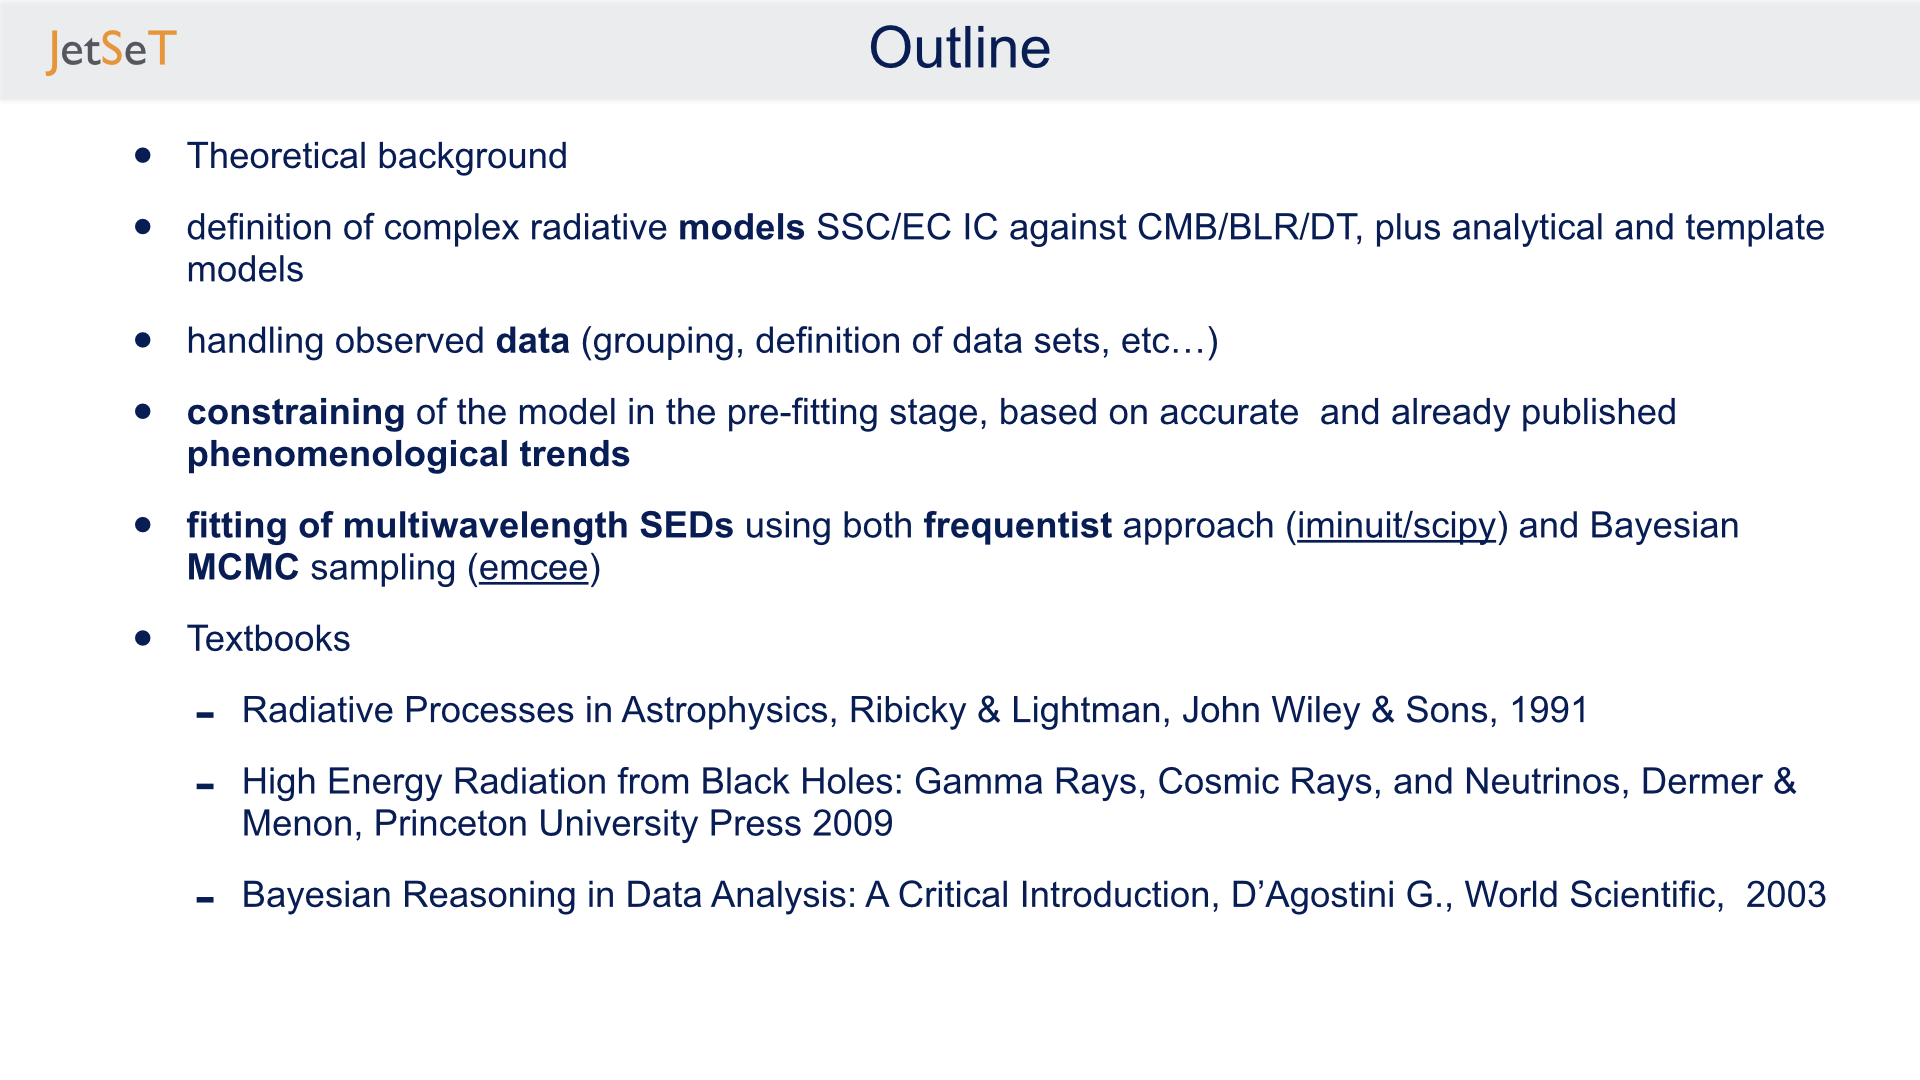 JetSeT
Outline
• Theoretical background
• definition of complex radiative models SSC/EC IC against CMB/BLR/DT, plus analytical and template
models
• handling observed data (grouping, definition of data sets, etc…)
• constraining of the model in the pre-fitting stage, based on accurate  and already published
phenomenological trends
• fitting of multiwavelength SEDs using both frequentist approach (iminuit/scipy) and Bayesian
MCMC sampling (emcee)
• Textbooks
- Radiative Processes in Astrophysics, Ribicky & Lightman, John Wiley & Sons, 1991
- High Energy Radiation from Black Holes: Gamma Rays, Cosmic Rays, and Neutrinos, Dermer &
Menon, Princeton University Press 2009
- Bayesian Reasoning in Data Analysis: A Critical Introduction, D’Agostini G., World Scientific,  2003